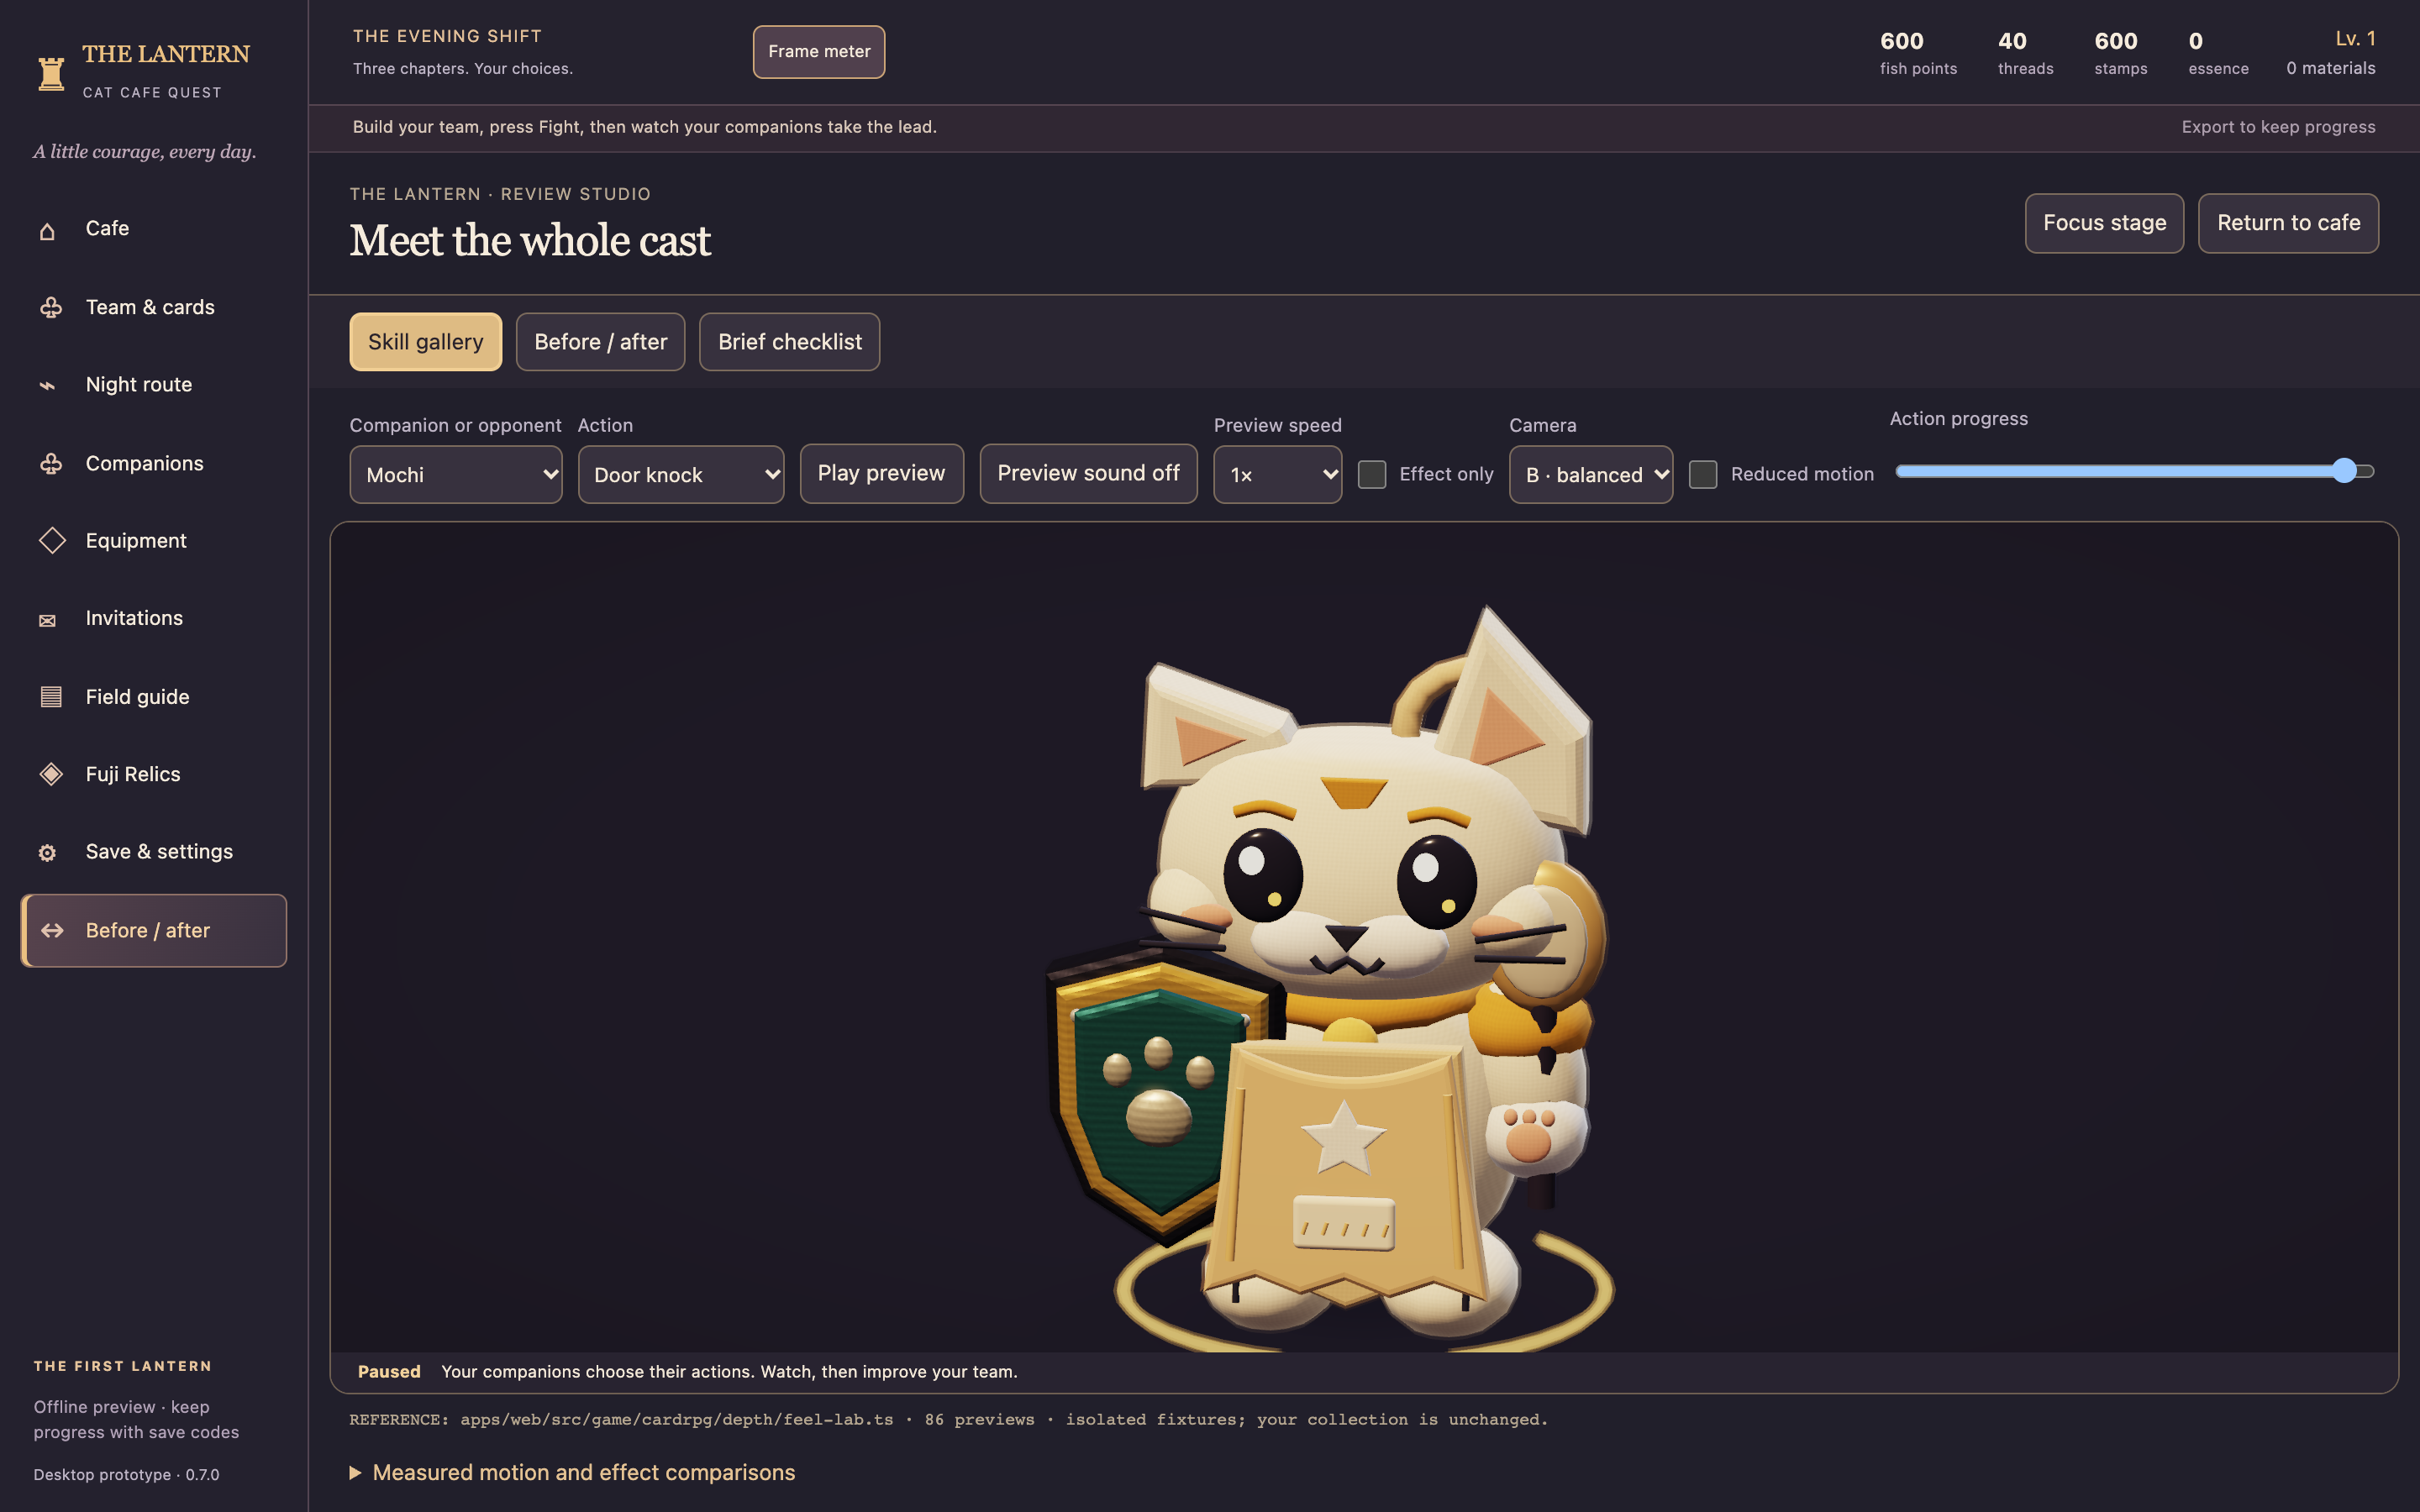 THE LANTERN
CAT CAFE QUEST
A little courage, every day.
Cafe
Team & cards
Night route
Companions
Equipment
Invitations
Field guide
Fuji Relics
Save & settings
Before / after
THE FIRST LANTERN
Offline preview · keep
progress with save codes
Desktop prototype · 0.7.0
THE EVENING SHIFT
Three chapters. Your choices.
Frame meter
600 fish points
40 threads
600 stamps
0 essence
Lv. 1
0 materials
Build your team, press Fight, then watch your companions take the lead.
Export to keep progress
THE LANTERN · REVIEW STUDIO
Meet the whole cast
Focus stage
Return to cafe
Skill gallery
Before / after
Brief checklist
Companion or opponent
Mochi
Action
Door knock
Play preview
Preview sound off
Preview speed
1×
Effect only
Camera
B · balanced
Reduced motion
Action progress
Paused Your companions choose their actions. Watch, then improve your team.
REFERENCE: apps/web/src/game/cardrpg/depth/feel-lab.ts · 86 previews · isolated fixtures; your collection is unchanged.
Measured motion and effect comparisons